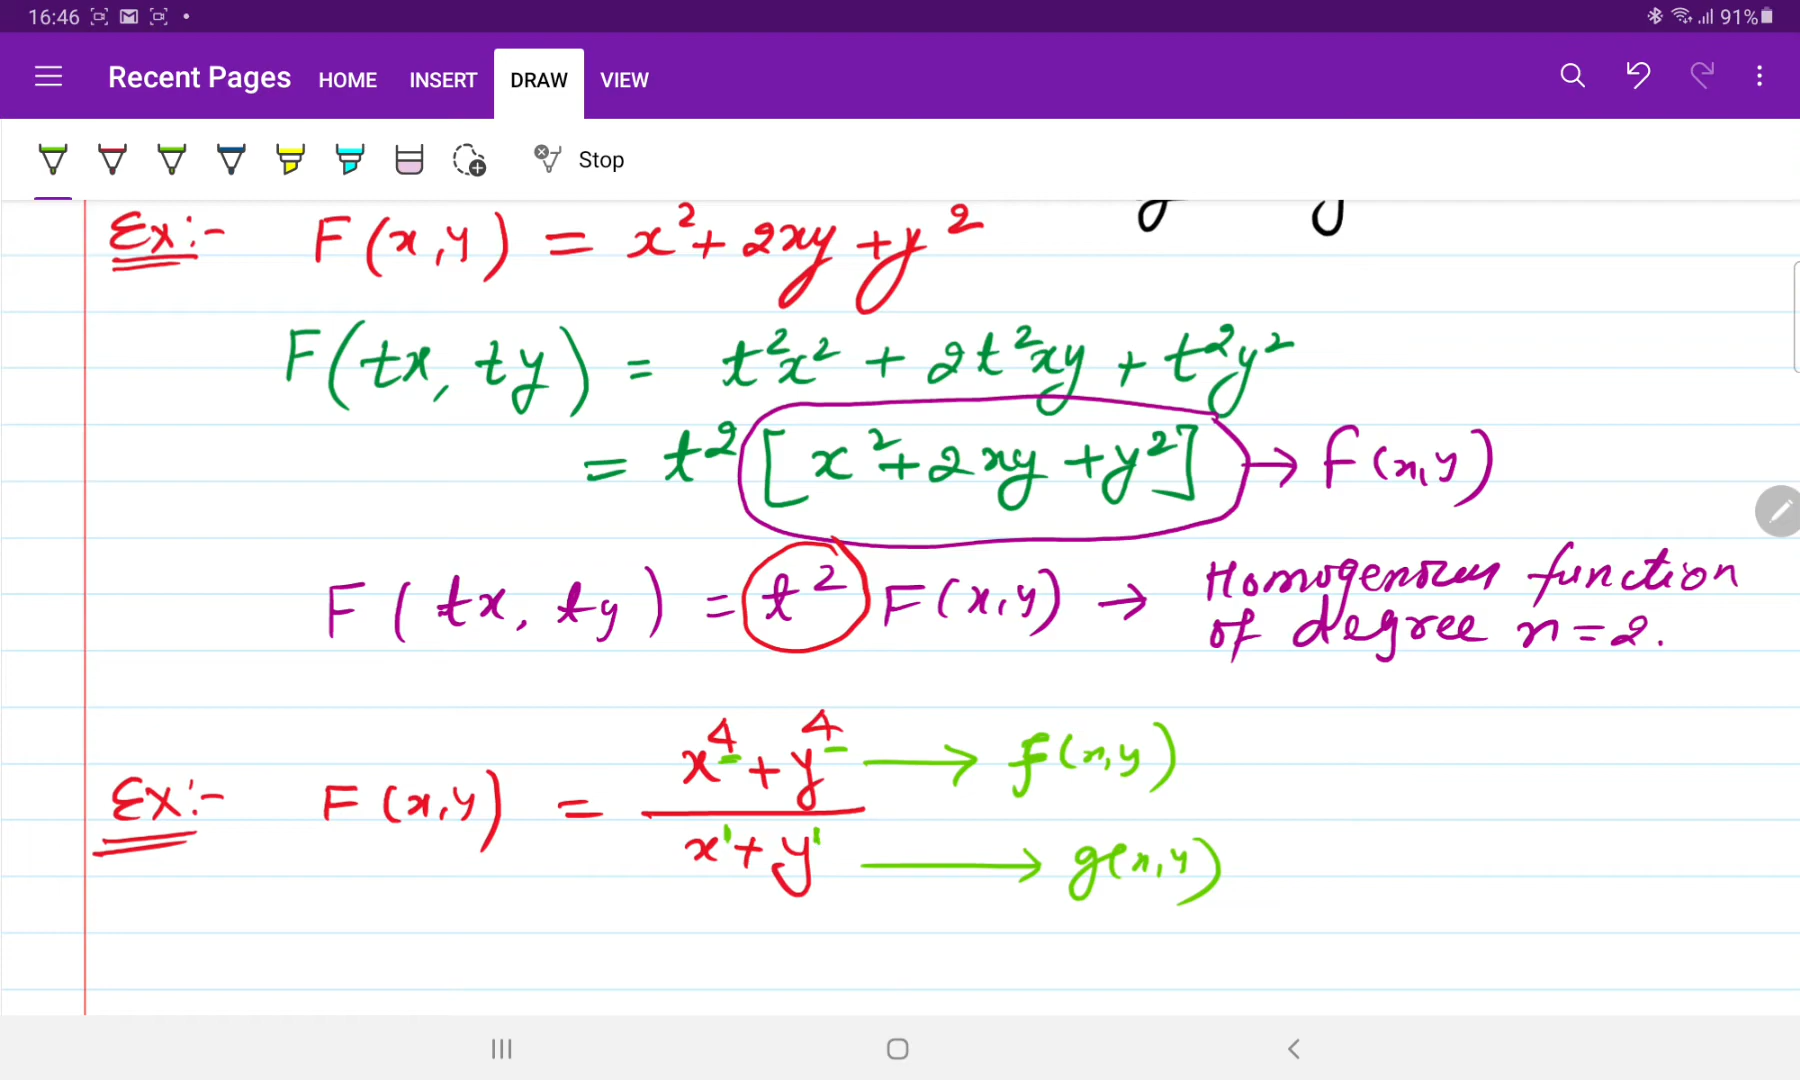 16:46 91%
Recent Pages HOME INSERT DRAW VIEW
Stop
Ex:- F(x,y) = x² + 2xy + y²
F(tx, ty) = t²x² + 2t²xy + t²y²
= t² [x² + 2xy + y²] → F(x,y)
F(tx, ty) = t² F(x,y) → Homogenous function
of degree n=2.
x⁴ + y⁴ → f(x,y)
Ex:- F(x,y) =
x¹ + y¹ → g(x,y)